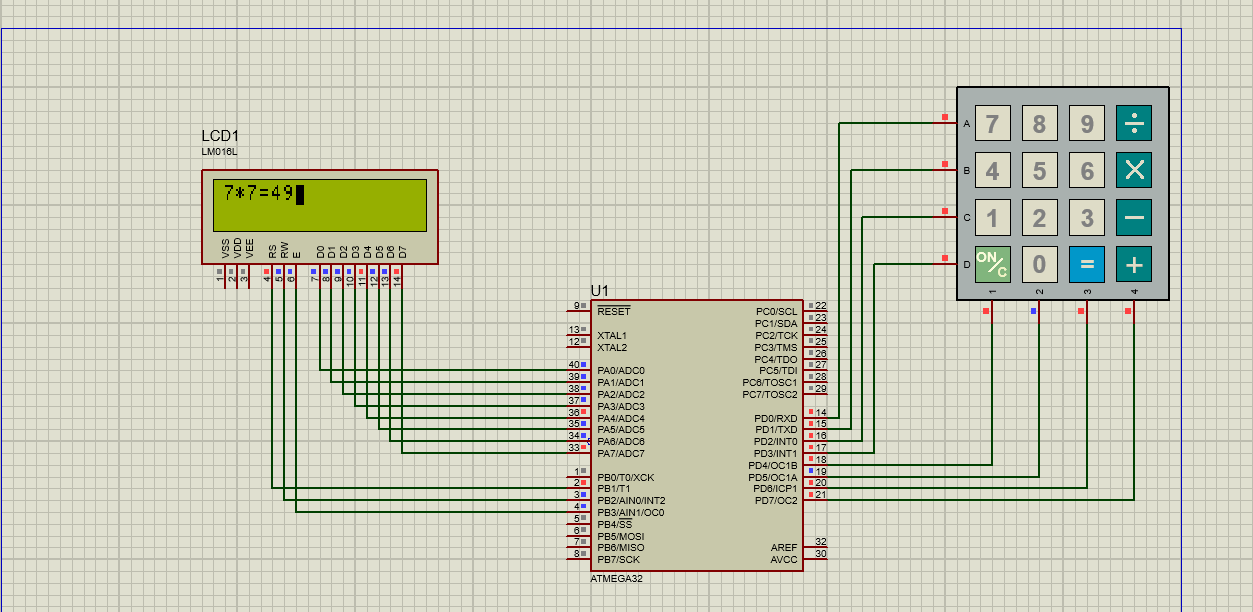 LCD1
LM016L
7*7=49
VSS
VDD
VEE
RS
RW
E
D0
D1
D2
D3
D4
D5
D6
D7
1
2
3
4
5
6
7
8
9
10
11
12
13
14
A 7 8 9 ÷
B 4 5 6 ×
C 1 2 3 −
D ON/C 0 = +
1 2 3 4
U1
9 RESET
13 XTAL1
12 XTAL2
40 PA0/ADC0
39 PA1/ADC1
38 PA2/ADC2
37 PA3/ADC3
36 PA4/ADC4
35 PA5/ADC5
34 PA6/ADC6
33 PA7/ADC7
1 PB0/T0/XCK
2 PB1/T1
3 PB2/AIN0/INT2
4 PB3/AIN1/OC0
5 PB4/SS
6 PB5/MOSI
7 PB6/MISO
8 PB7/SCK
PC0/SCL 22
PC1/SDA 23
PC2/TCK 24
PC3/TMS 25
PC4/TDO 26
PC5/TDI 27
PC6/TOSC1 28
PC7/TOSC2 29
PD0/RXD 14
PD1/TXD 15
PD2/INT0 16
PD3/INT1 17
PD4/OC1B 18
PD5/OC1A 19
PD6/ICP1 20
PD7/OC2 21
AREF 32
AVCC 30
ATMEGA32